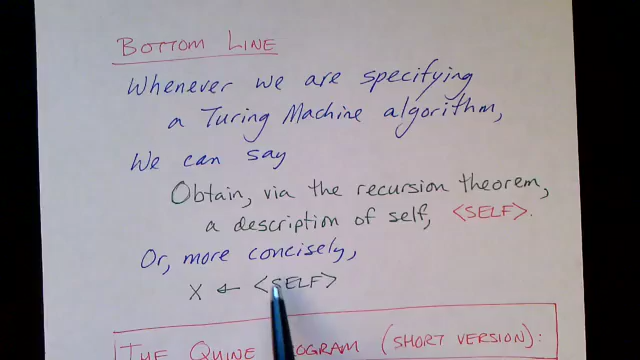 BOTTOM LINE
Whenever we are specifying
a Turing Machine algorithm,
We can say
Obtain, via the recursion theorem,
a description of self, <SELF>.
Or, more concisely,
X ← <SELF>
THE QUINE PROGRAM (SHORT VERSION):